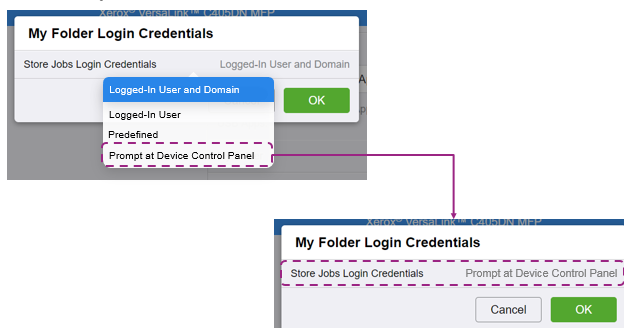 Xerox® VersaLink™ C405DN MFP
My Folder Login Credentials
Store Jobs Login Credentials Logged-In User and Domain
Logged-In User and Domain
Logged-In User
Predefined
Prompt at Device Control Panel
OK
Xerox® VersaLink™ C405DN MFP
My Folder Login Credentials
Store Jobs Login Credentials Prompt at Device Control Panel
Cancel OK